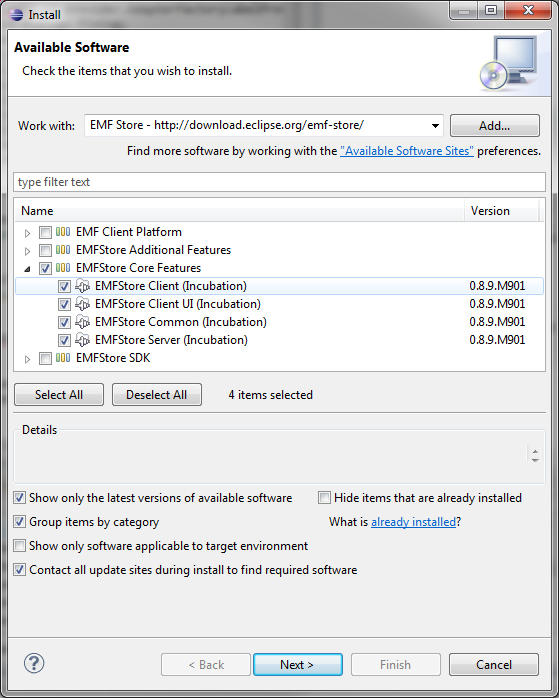 Install
Available Software
Check the items that you wish to install.
Work with: EMF Store - http://download.eclipse.org/emf-store/ Add...
Find more software by working with the "Available Software Sites" preferences.
type filter text
Name Version
EMF Client Platform
EMFStore Additional Features
EMFStore Core Features
EMFStore Client (Incubation) 0.8.9.M901
EMFStore Client UI (Incubation) 0.8.9.M901
EMFStore Common (Incubation) 0.8.9.M901
EMFStore Server (Incubation) 0.8.9.M901
EMFStore SDK
Select All Deselect All 4 items selected
Details
Show only the latest versions of available software Hide items that are already installed
Group items by category What is already installed?
Show only software applicable to target environment
Contact all update sites during install to find required software
? < Back Next > Finish Cancel